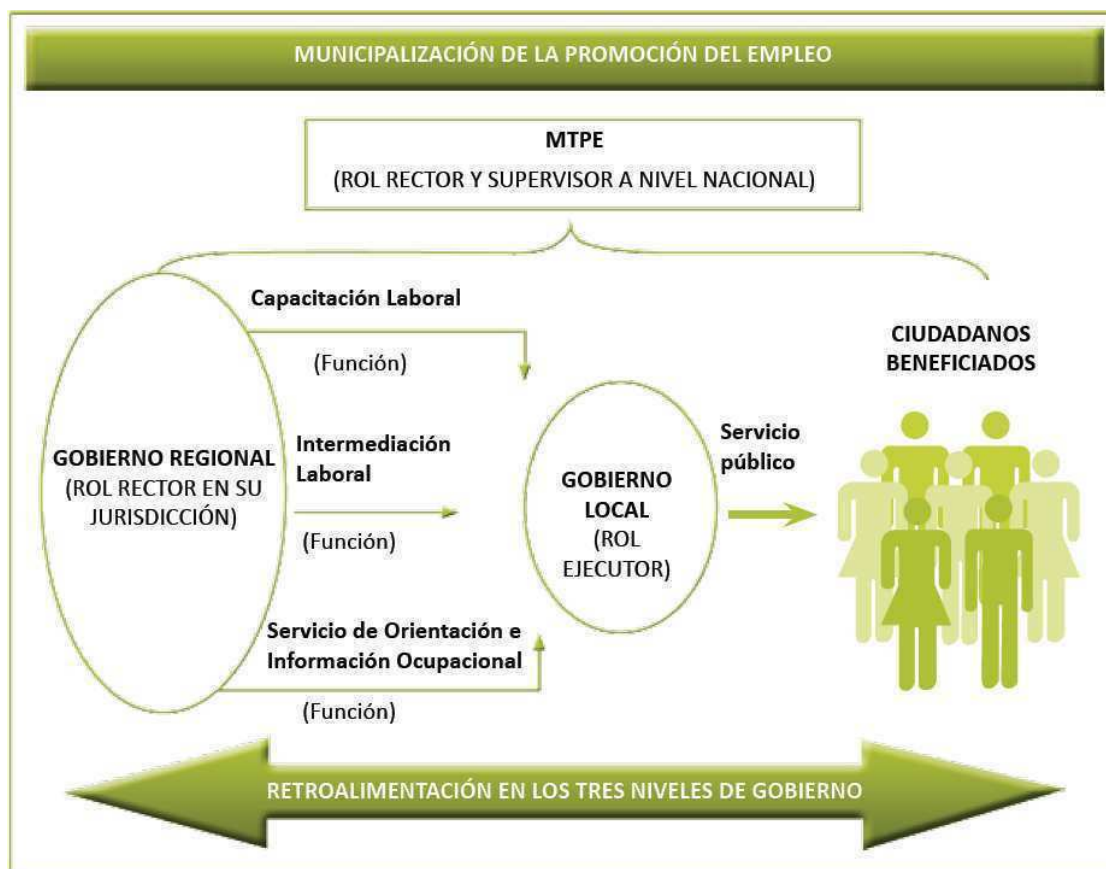 MUNICIPALIZACIÓN DE LA PROMOCIÓN DEL EMPLEO
MTPE
(ROL RECTOR Y SUPERVISOR A NIVEL NACIONAL)
GOBIERNO REGIONAL
(ROL RECTOR EN SU
JURISDICCIÓN)
Capacitación Laboral
(Función)
Intermediación
Laboral
(Función)
Servicio de Orientación e
Información Ocupacional
(Función)
GOBIERNO
LOCAL
(ROL
EJECUTOR)
Servicio
público
CIUDADANOS
BENEFICIADOS
RETROALIMENTACIÓN EN LOS TRES NIVELES DE GOBIERNO